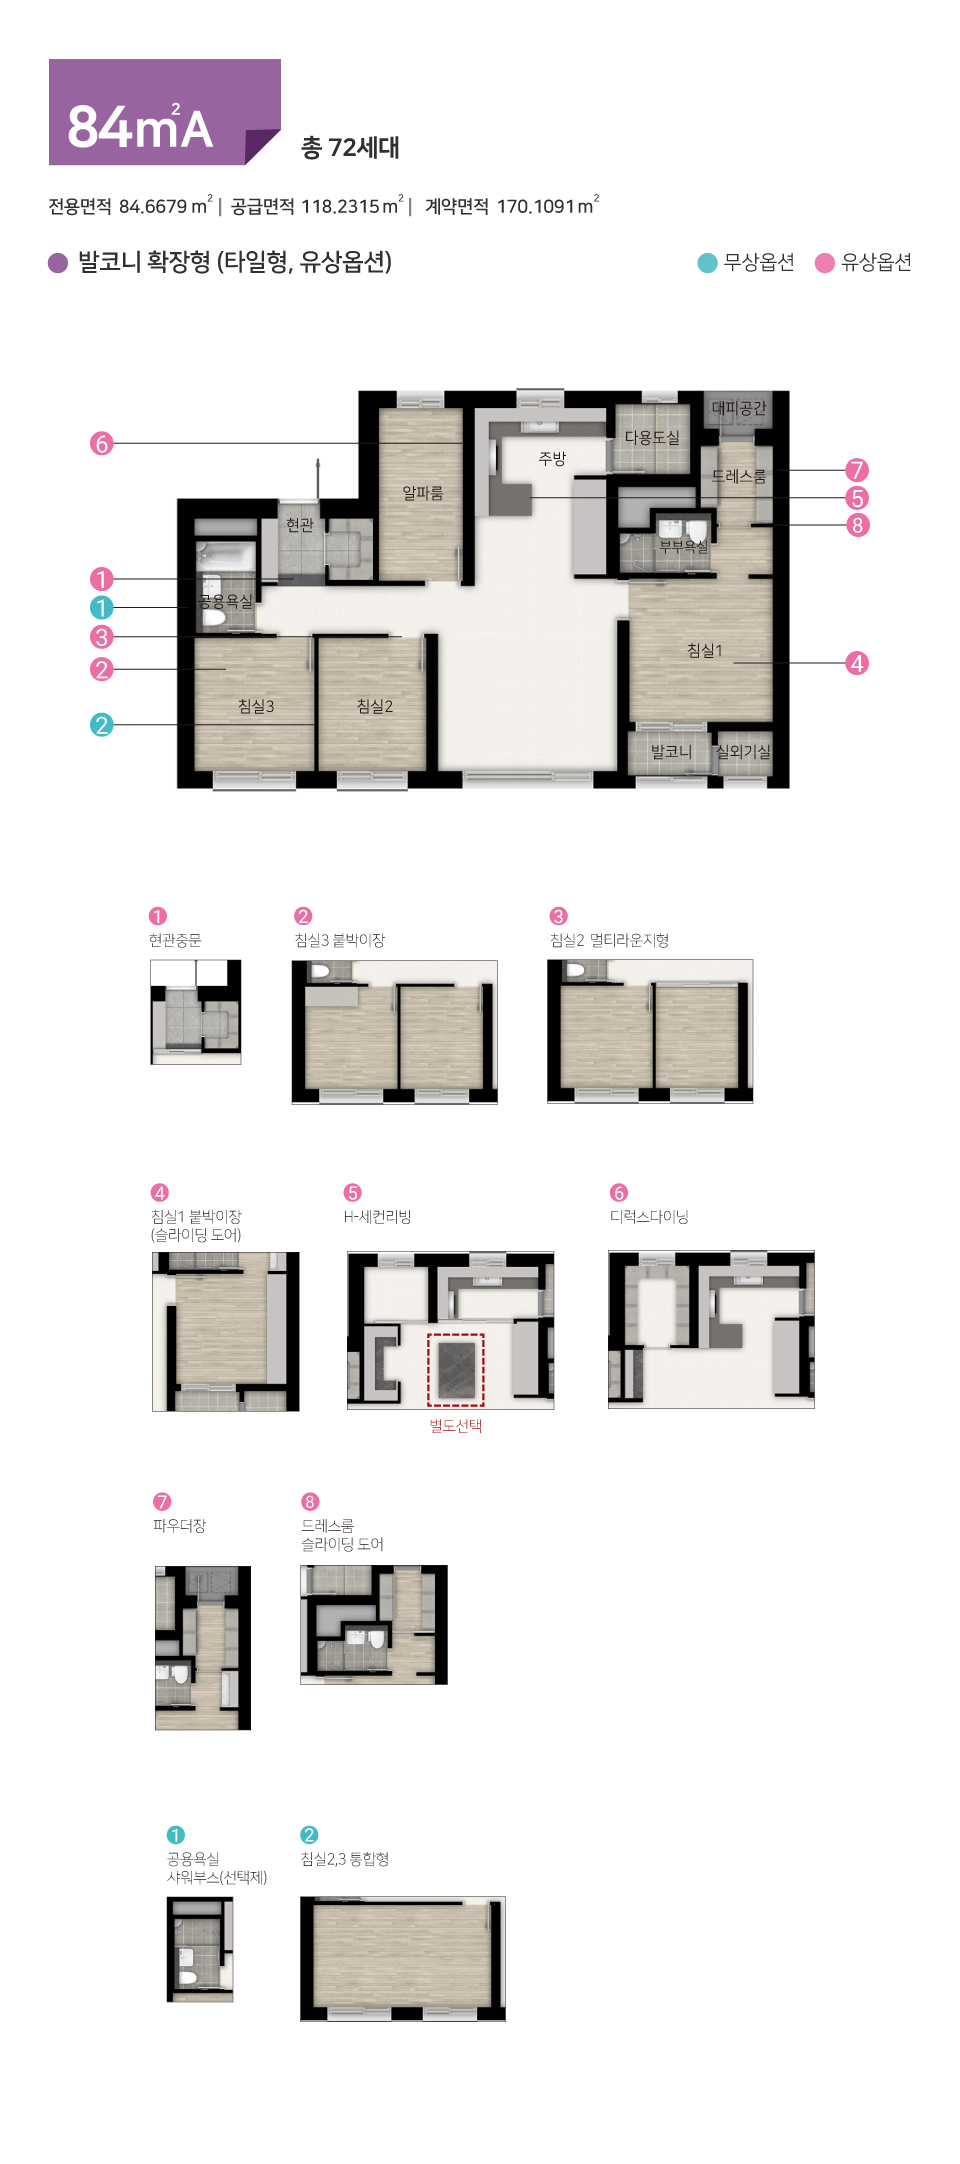 84m²A
총 72세대
전용면적 84.6679m² | 공급면적 118.2315m² | 계약면적 170.1091m²
발코니 확장형 (타일형, 유상옵션)
무상옵션 유상옵션
대피공간
6
다용도실
주방
7
드레스룸
알파룸
5
현관
8
부부욕실
1
1
공용욕실
3
침실1
4
2
침실3
침실2
2
발코니
실외기실
1
현관중문
2
침실3 붙박이장
3
침실2 멀티라운지형
4
침실1 붙박이장
(슬라이딩 도어)
5
H-세컨리빙
6
디럭스다이닝
별도선택
7
파우더장
8
드레스룸
슬라이딩 도어
1
공용욕실
샤워부스(선택제)
2
침실2,3 통합형